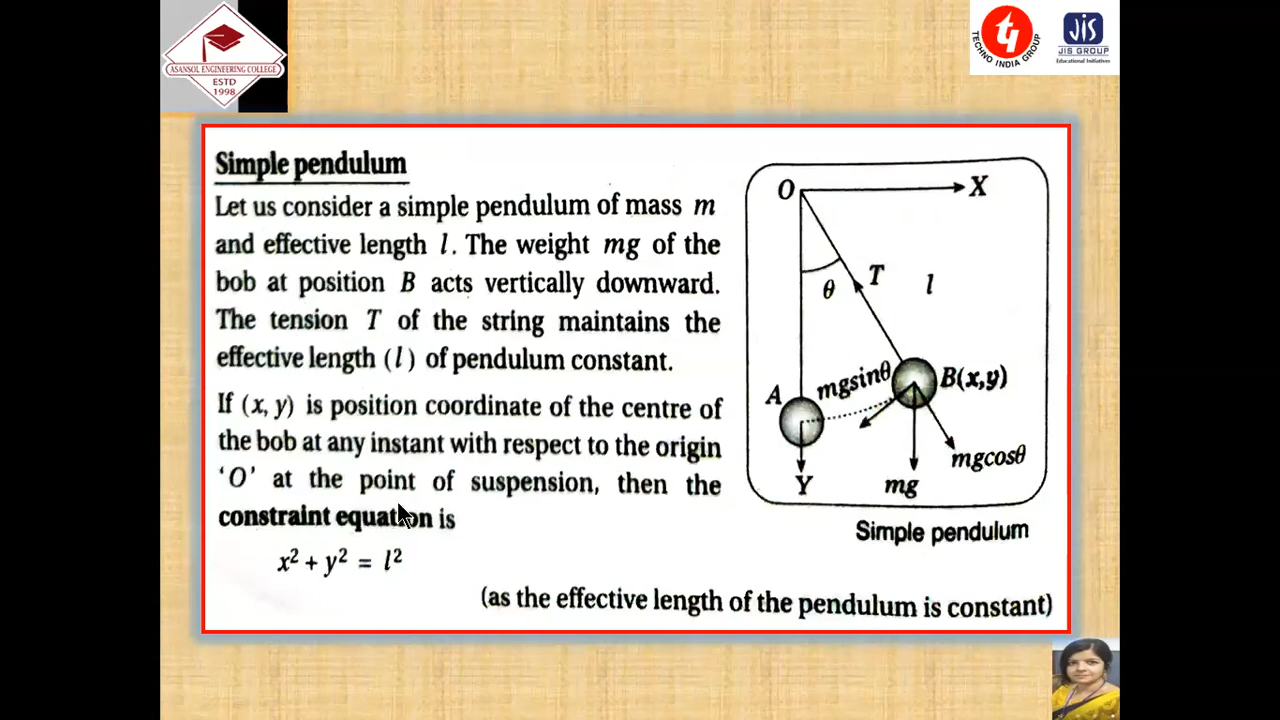 ASANSOL ENGINEERING COLLEGE
ESTD
1998
TECHNO INDIA GROUP
JIS
JIS GROUP
Educational Initiatives
Simple pendulum
Let us consider a simple pendulum of mass m
and effective length l. The weight mg of the
bob at position B acts vertically downward.
The tension T of the string maintains the
effective length (l) of pendulum constant.
If (x, y) is position coordinate of the centre of
the bob at any instant with respect to the origin
‘O’ at the point of suspension, then the
constraint equation is
x² + y² = l²
(as the effective length of the pendulum is constant)
O
X
θ
T
l
A
mgsinθ
B(x,y)
mgcosθ
Y
mg
Simple pendulum